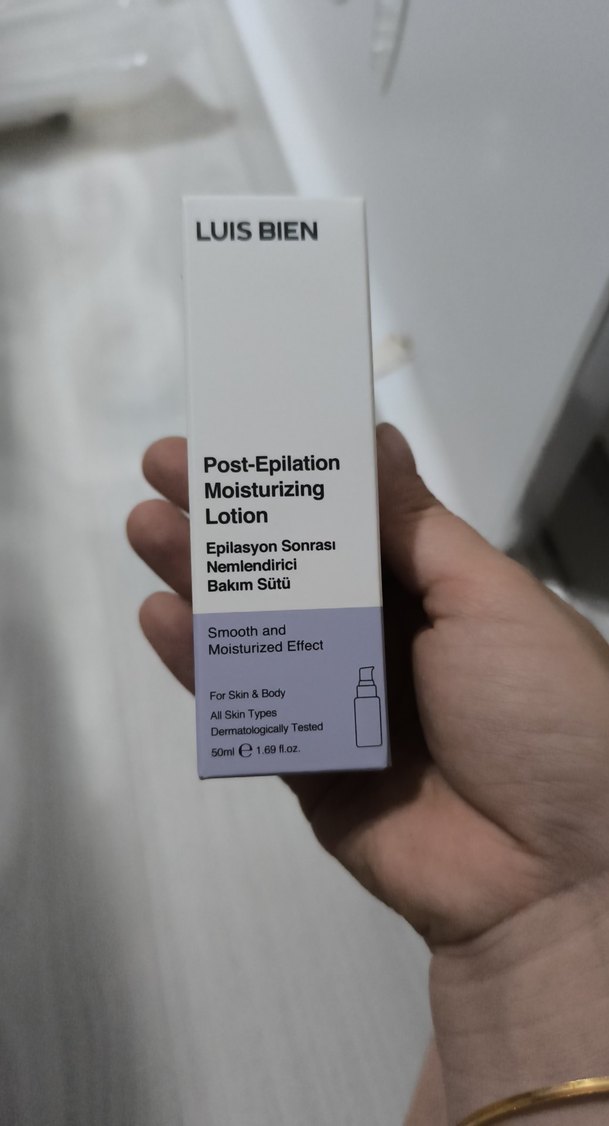 LUIS BIEN
Post-Epilation
Moisturizing
Lotion
Epilasyon Sonrası
Nemlendirici
Bakım Sütü
Smooth and
Moisturized Effect
For Skin & Body
All Skin Types
Dermatologically Tested
50ml ℮ 1.69 fl.oz.